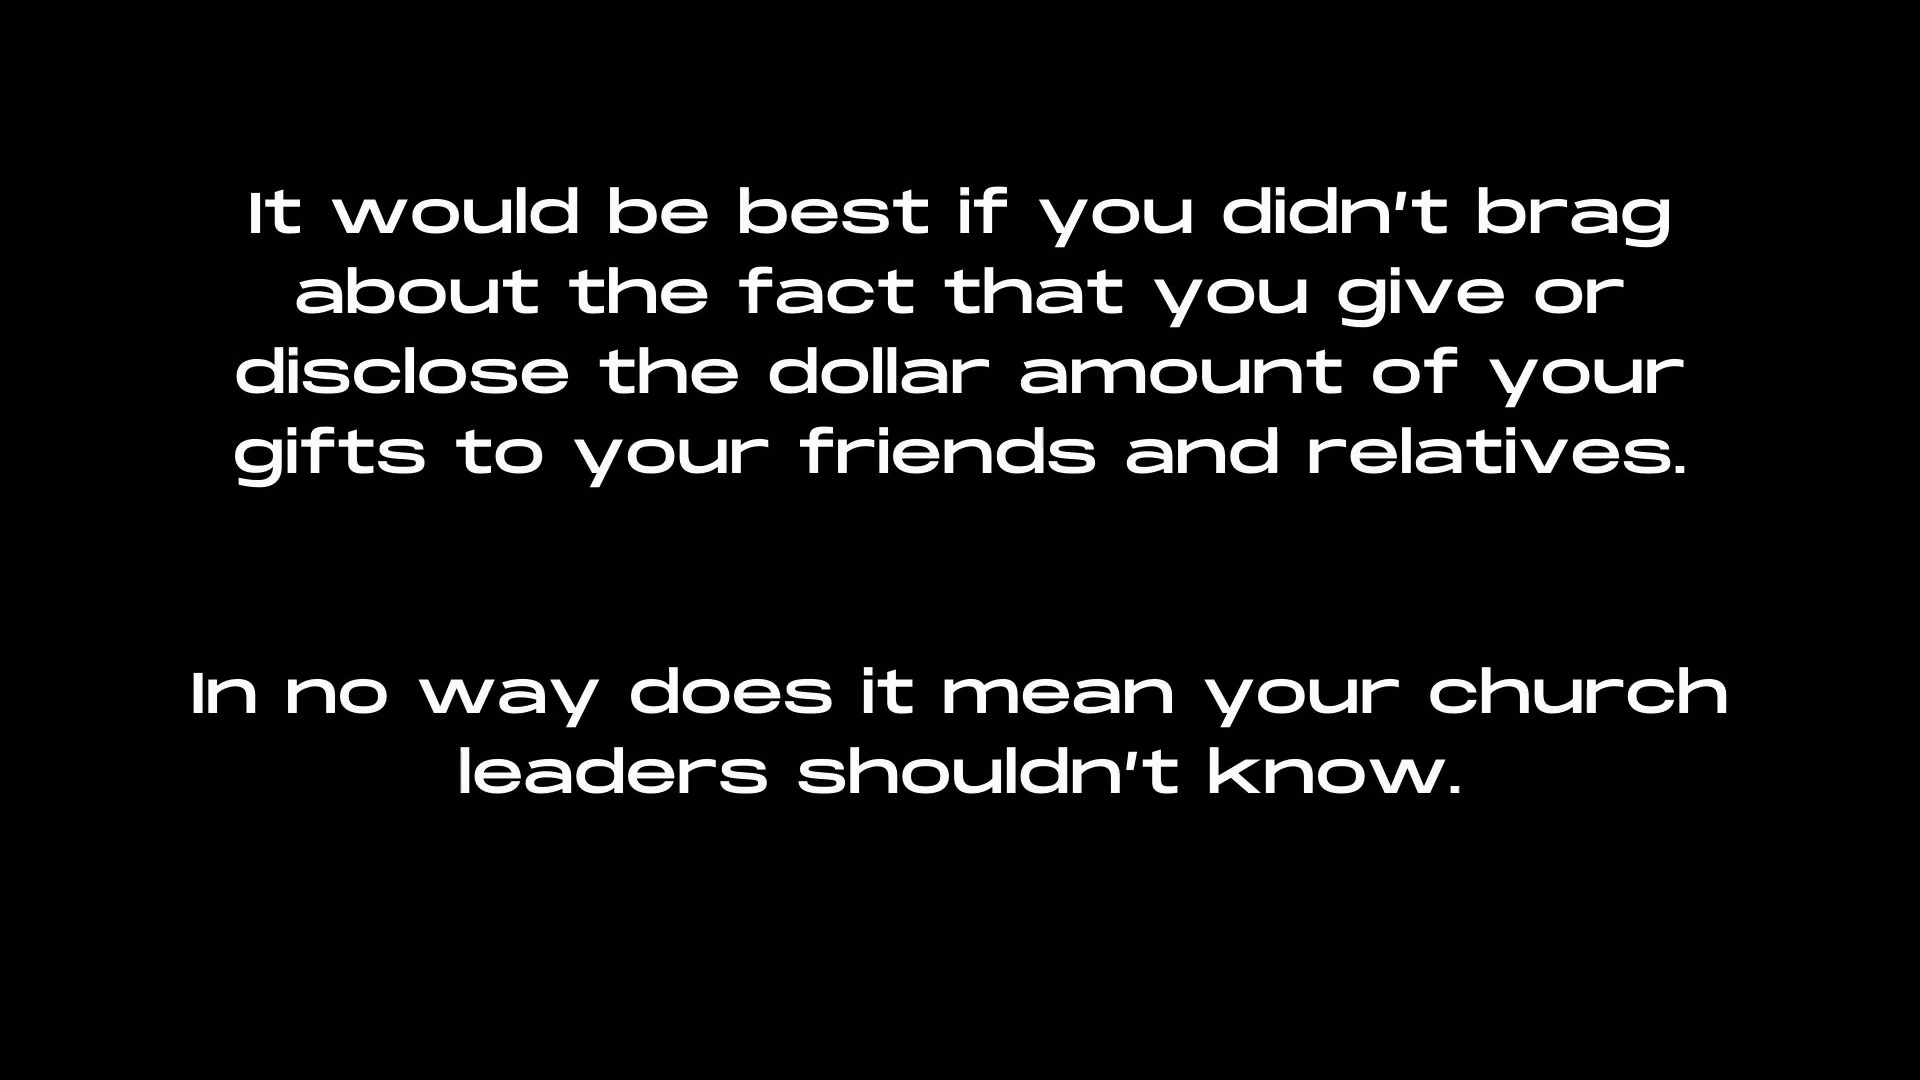 It would be best if you didn't brag
about the fact that you give or
disclose the dollar amount of your
gifts to your friends and relatives.
In no way does it mean your church
leaders shouldn't know.